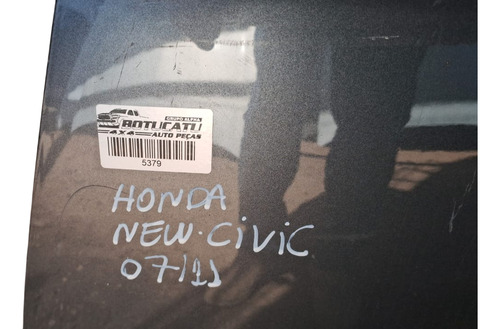 GRUPO ALPHA
BOTUCATU
4X4 AUTO PEÇAS
5379
HONDA
NEW.CIVIC
07/11